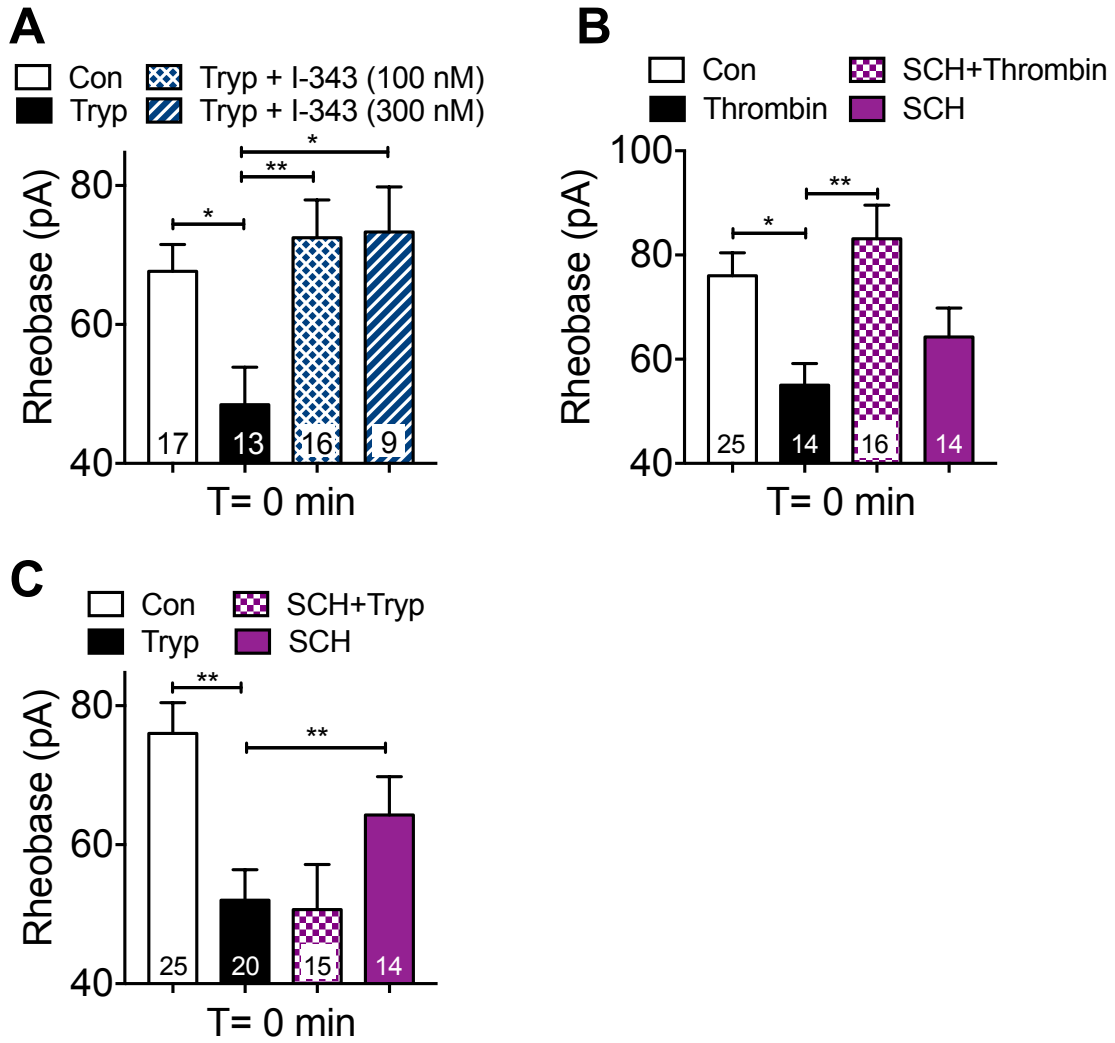 A
Con Tryp + I-343 (100 nM)
Tryp Tryp + I-343 (300 nM)
Rheobase (pA)
80
60
40
* ** *
17 13 16 9
T= 0 min
B
Con SCH+Thrombin
Thrombin SCH
Rheobase (pA)
100
80
60
40
* **
25 14 16 14
T= 0 min
C
Con SCH+Tryp
Tryp SCH
Rheobase (pA)
80
60
40
** **
25 20 15 14
T= 0 min